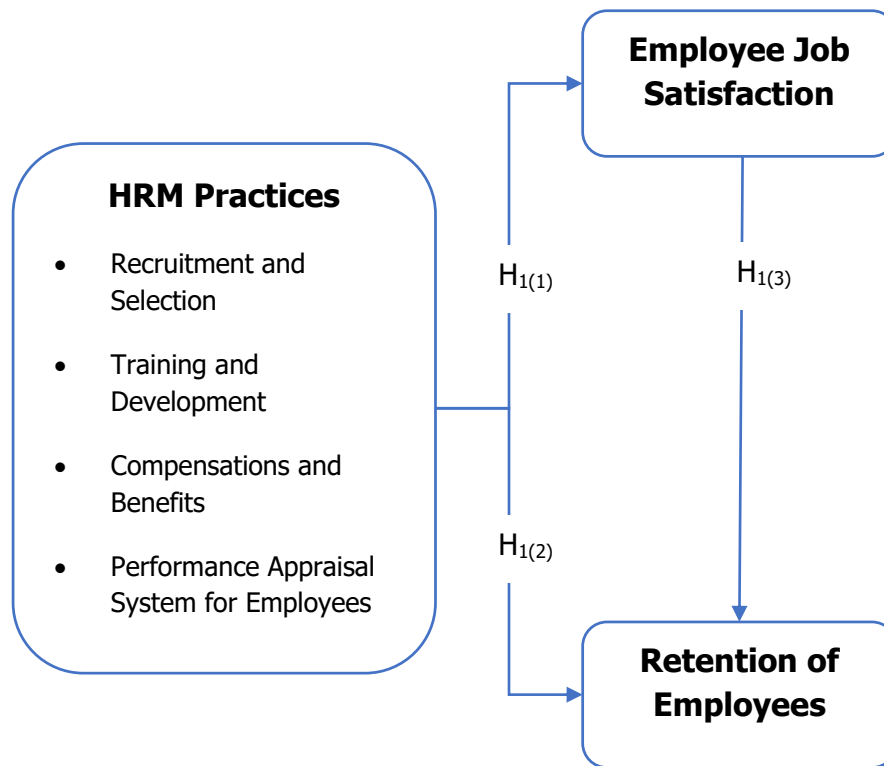 Employee Job
Satisfaction
HRM Practices
• Recruitment and
Selection
• Training and
Development
• Compensations and
Benefits
• Performance Appraisal
System for Employees
H1(1)
H1(3)
H1(2)
Retention of
Employees